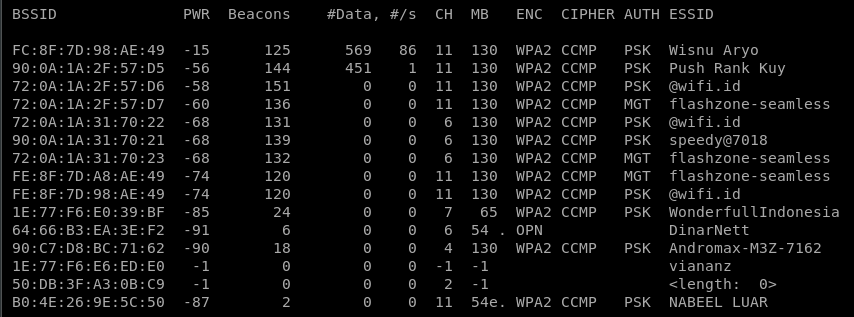 BSSID PWR Beacons #Data, #/s CH MB ENC CIPHER AUTH ESSID
FC:8F:7D:98:AE:49 -15 125 569 86 11 130 WPA2 CCMP PSK Wisnu Aryo
90:0A:1A:2F:57:D5 -56 144 451 1 11 130 WPA2 CCMP PSK Push Rank Kuy
72:0A:1A:2F:57:D6 -58 151 0 0 11 130 WPA2 CCMP PSK @wifi.id
72:0A:1A:2F:57:D7 -60 136 0 0 11 130 WPA2 CCMP MGT flashzone-seamless
72:0A:1A:31:70:22 -68 131 0 0 6 130 WPA2 CCMP PSK @wifi.id
90:0A:1A:31:70:21 -68 139 0 0 6 130 WPA2 CCMP PSK speedy@7018
72:0A:1A:31:70:23 -68 132 0 0 6 130 WPA2 CCMP MGT flashzone-seamless
FE:8F:7D:A8:AE:49 -74 120 0 0 11 130 WPA2 CCMP MGT flashzone-seamless
FE:8F:7D:98:AE:49 -74 120 0 0 11 130 WPA2 CCMP PSK @wifi.id
1E:77:F6:E0:39:BF -85 24 0 0 7 65 WPA2 CCMP PSK WonderfullIndonesia
64:66:B3:EA:3E:F2 -91 6 0 0 6 54 . OPN DinarNett
90:C7:D8:BC:71:62 -90 18 0 0 4 130 WPA2 CCMP PSK Andromax-M3Z-7162
1E:77:F6:E6:ED:E0 -1 0 0 0 -1 -1 viananz
50:DB:3F:A3:0B:C9 -1 0 0 0 2 -1 <length: 0>
B0:4E:26:9E:5C:50 -87 2 0 0 11 54e. WPA2 CCMP PSK NABEEL LUAR